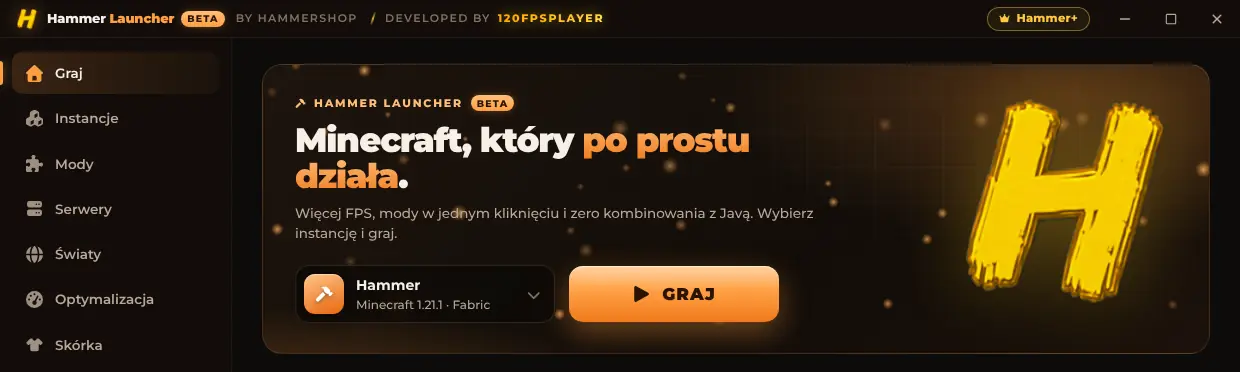 H Hammer Launcher BETA BY HAMMERSHOP / DEVELOPED BY 120FPSPLAYER Hammer+
Graj
Instancje
Mody
Serwery
Światy
Optymalizacja
Skórka
HAMMER LAUNCHER BETA
Minecraft, który po prostu
działa.
Więcej FPS, mody w jednym kliknięciu i zero kombinowania z Javą. Wybierz
instancję i graj.
Hammer
Minecraft 1.21.1 · Fabric
GRAJ
H